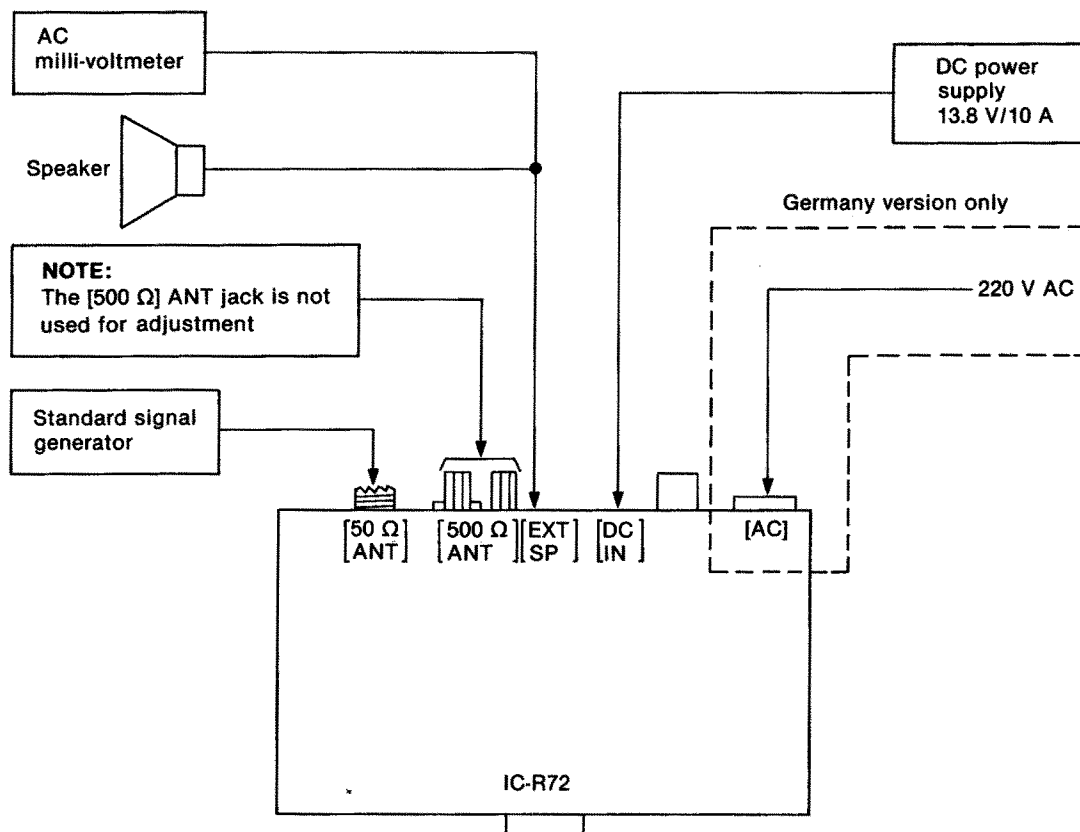 AC
milli-voltmeter
DC power
supply
13.8 V/10 A
Speaker
Germany version only
NOTE:
The [500 Ω] ANT jack is not
used for adjustment
220 V AC
Standard signal
generator
[50 Ω
ANT]
[500 Ω
ANT]
[EXT
SP]
[DC
IN]
[AC]
IC-R72